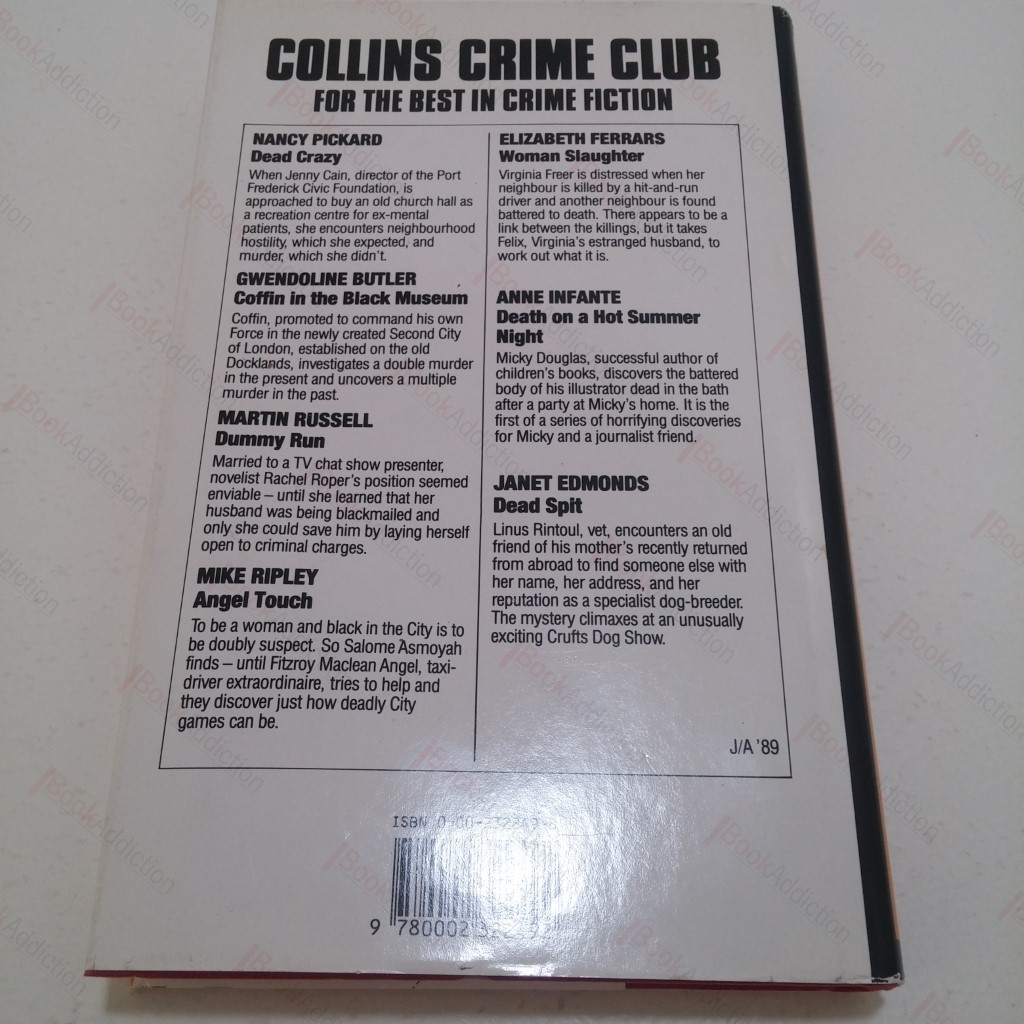 COLLINS CRIME CLUB
FOR THE BEST IN CRIME FICTION
NANCY PICKARD
Dead Crazy
When Jenny Cain, director of the Port
Frederick Civic Foundation, is
approached to buy an old church hall as
a recreation centre for ex-mental
patients, she encounters neighbourhood
hostility, which she expected, and
murder, which she didn't.
GWENDOLINE BUTLER
Coffin in the Black Museum
Coffin, promoted to command his own
Force in the newly created Second City
of London, established on the old
Docklands, investigates a double murder
in the present and uncovers a multiple
murder in the past.
MARTIN RUSSELL
Dummy Run
Married to a TV chat show presenter,
novelist Rachel Roper's position seemed
enviable – until she learned that her
husband was being blackmailed and
only she could save him by laying herself
open to criminal charges.
MIKE RIPLEY
Angel Touch
To be a woman and black in the City is to
be doubly suspect. So Salome Asmoyah
finds – until Fitzroy Maclean Angel, taxi-
driver extraordinaire, tries to help and
they discover just how deadly City
games can be.
ELIZABETH FERRARS
Woman Slaughter
Virginia Freer is distressed when her
neighbour is killed by a hit-and-run
driver and another neighbour is found
battered to death. There appears to be a
link between the killings, but it takes
Felix, Virginia's estranged husband, to
work out what it is.
ANNE INFANTE
Death on a Hot Summer
Night
Micky Douglas, successful author of
children's books, discovers the battered
body of his illustrator dead in the bath
after a party at Micky's home. It is the
first of a series of horrifying discoveries
for Micky and a journalist friend.
JANET EDMONDS
Dead Spit
Linus Rintoul, vet, encounters an old
friend of his mother's recently returned
from abroad to find someone else with
her name, her address, and her
reputation as a specialist dog-breeder.
The mystery climaxes at an unusually
exciting Crufts Dog Show.
J/A '89
ISBN
9 780002
BookAddiction